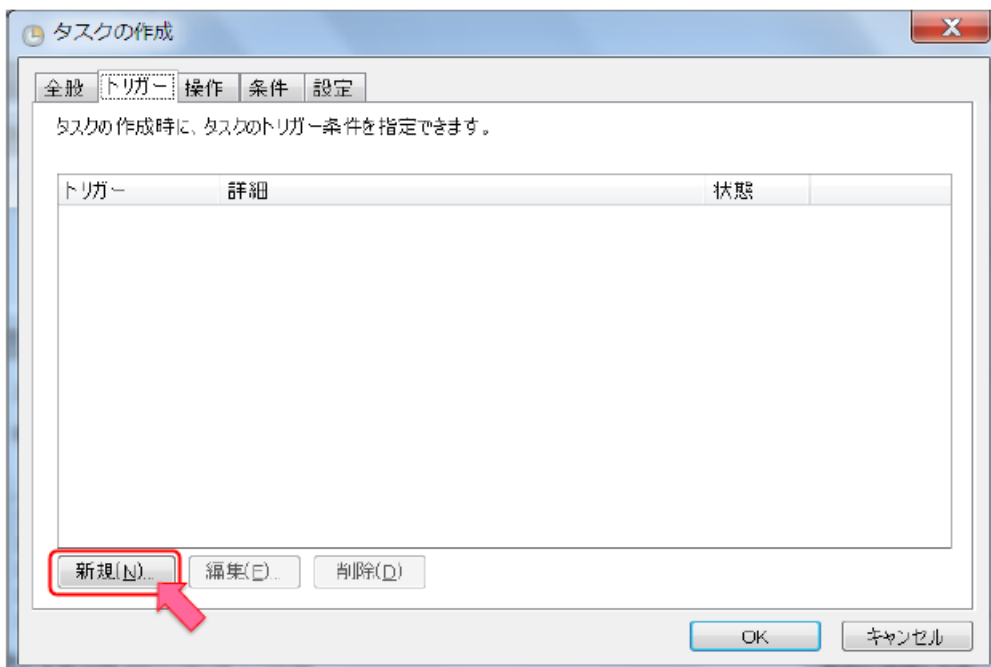 タスクの作成
全般 トリガー 操作 条件 設定
タスクの作成時に、タスクのトリガー条件を指定できます。
トリガー 詳細 状態
新規(N)... 編集(E)... 削除(D)
OK キャンセル